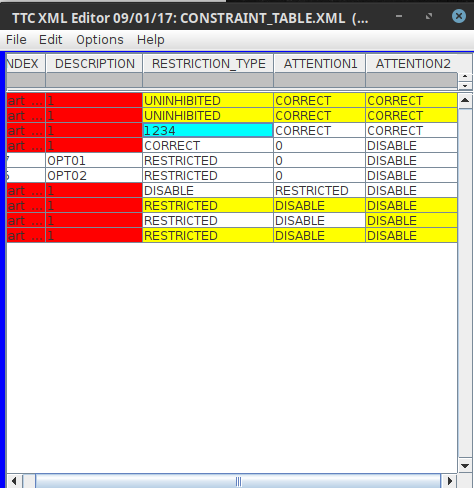 TTC XML Editor 09/01/17: CONSTRAINT_TABLE.XML (...
File Edit Options Help
NDEX DESCRIPTION RESTRICTION_TYPE ATTENTION1 ATTENTION2
art ... 1 UNINHIBITED CORRECT CORRECT
art ... 1 UNINHIBITED CORRECT CORRECT
art ... 1 1234 CORRECT CORRECT
art ... 1 CORRECT 0 DISABLE
OPT01 RESTRICTED 0 DISABLE
OPT02 RESTRICTED 0 DISABLE
art ... 1 DISABLE RESTRICTED DISABLE
art ... 1 RESTRICTED DISABLE DISABLE
art ... 1 RESTRICTED DISABLE DISABLE
art ... 1 RESTRICTED DISABLE DISABLE